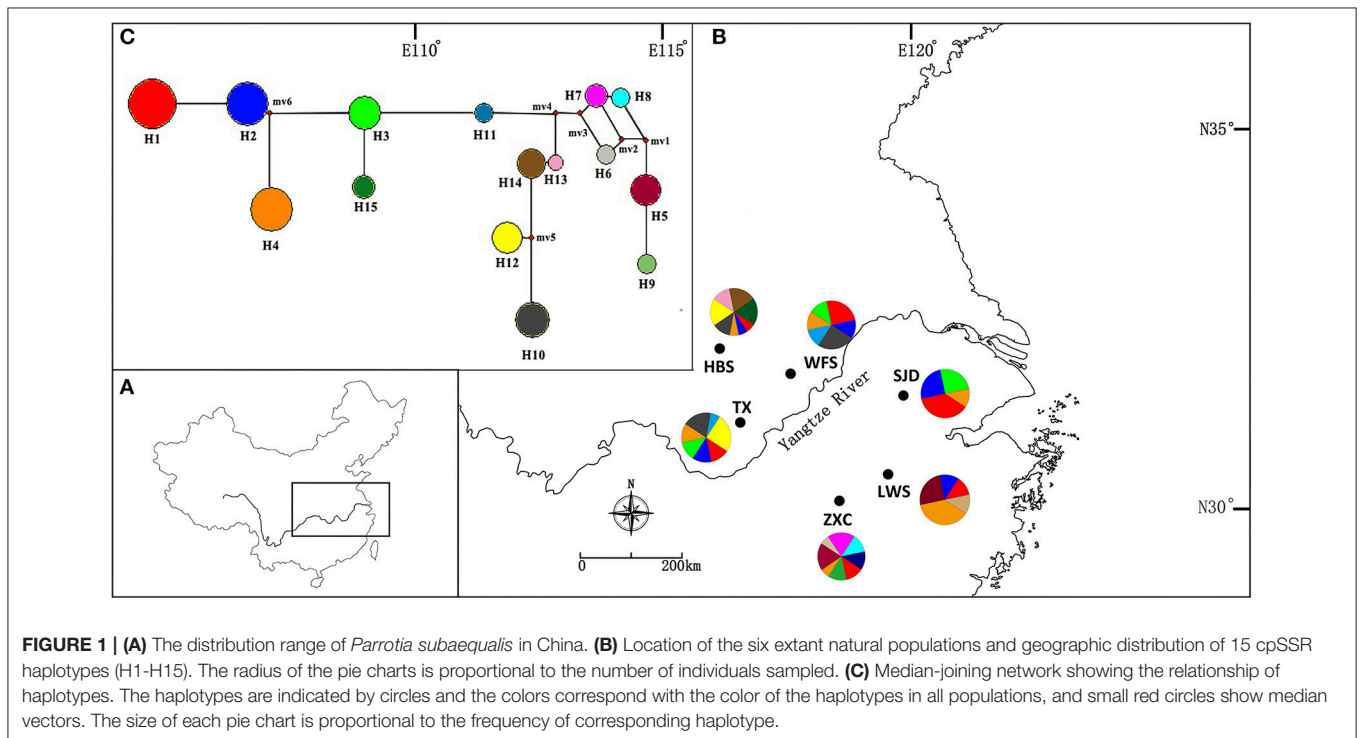 C
E110°
E115°
B
E120°
H1
H2
mv6
H3
H11
mv4
H7
H8
mv3
mv2
mv1
H6
H14
H13
H5
H15
H4
H12
mv5
H9
H10
N35°
HBS
WFS
SJD
TX
Yangtze River
LWS
ZXC
N30°
A
N
0
200km
FIGURE 1 | (A) The distribution range of Parrotia subaequalis in China. (B) Location of the six extant natural populations and geographic distribution of 15 cpSSR
haplotypes (H1-H15). The radius of the pie charts is proportional to the number of individuals sampled. (C) Median-joining network showing the relationship of
haplotypes. The haplotypes are indicated by circles and the colors correspond with the color of the haplotypes in all populations, and small red circles show median
vectors. The size of each pie chart is proportional to the frequency of corresponding haplotype.